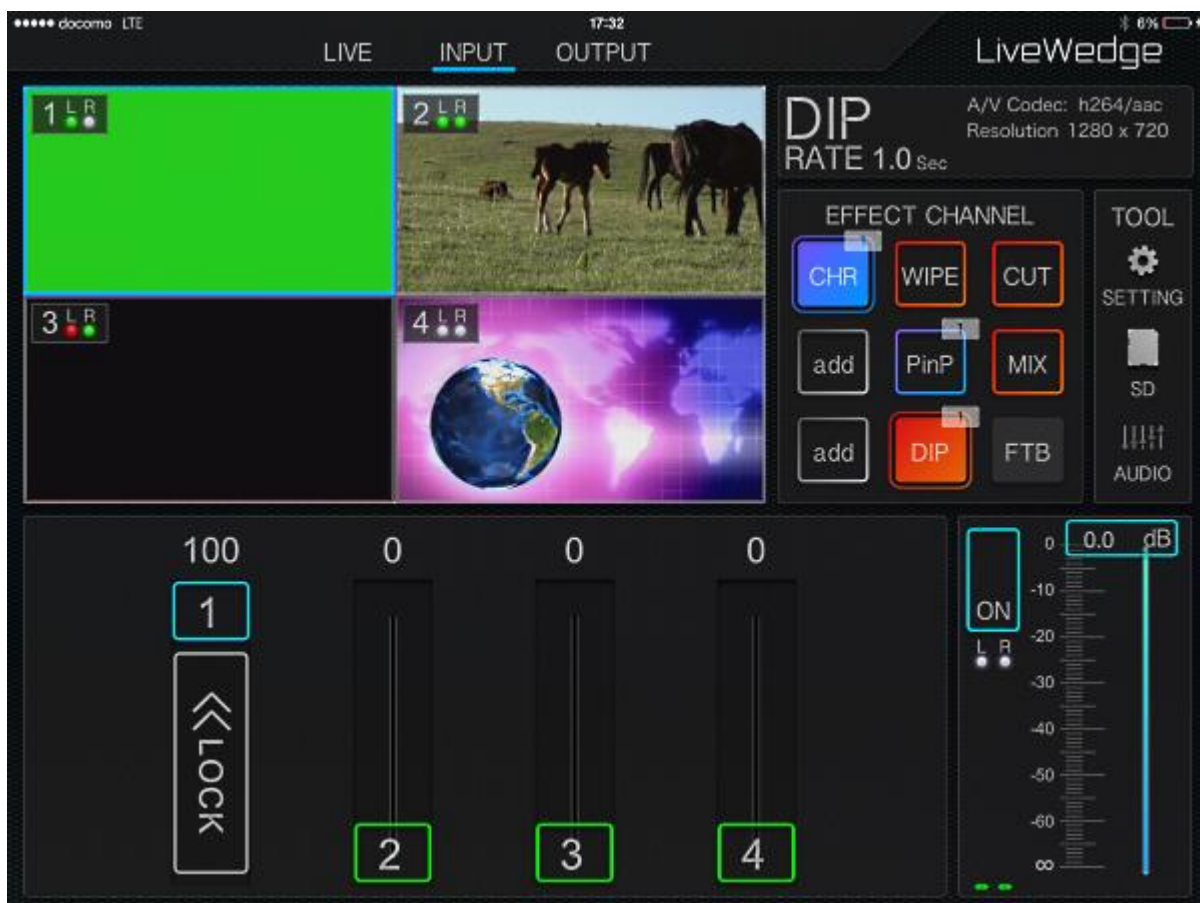 docomo LTE 17:32 6%
LIVE INPUT OUTPUT LiveWedge
1 L R
2 L R
3 L R
4 L R
DIP
RATE 1.0 Sec
A/V Codec: h264/aac
Resolution 1280 x 720
EFFECT CHANNEL
CHR 1 WIPE CUT
add PinP 1 MIX
add DIP 1 FTB
TOOL
SETTING
SD
AUDIO
100 0 0 0
1
<<LOCK
2 3 4
ON
L R
0.0 dB
0
-10
-20
-30
-40
-50
-60
∞